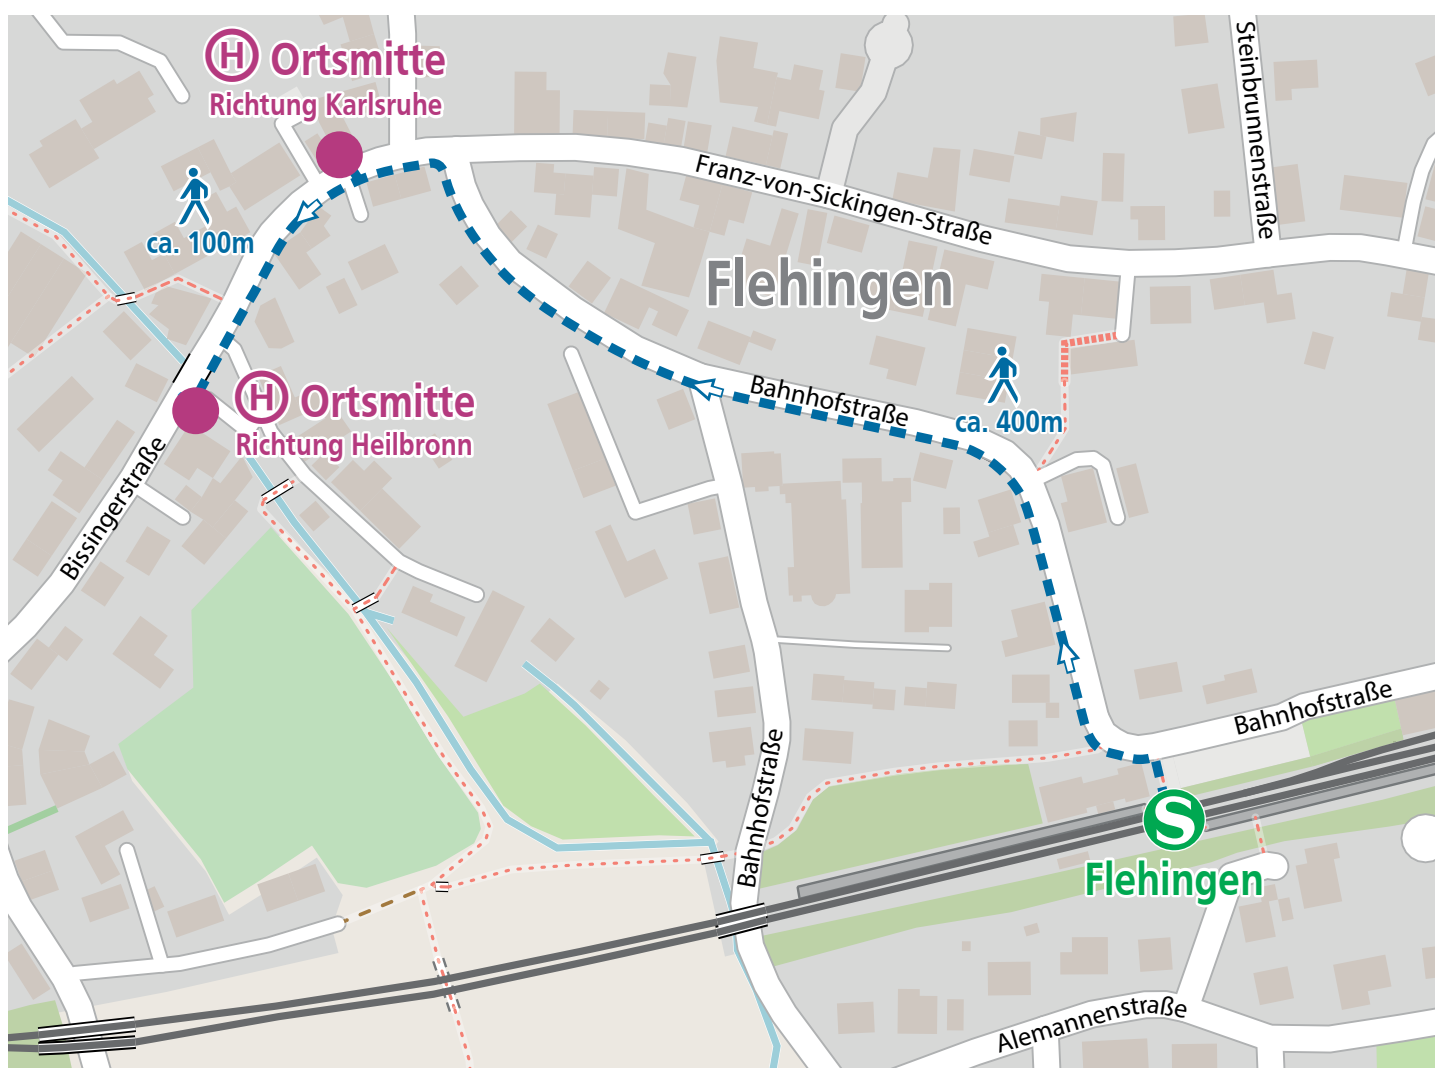 H Ortsmitte
Richtung Karlsruhe
ca. 100m
Steinbrunnenstraße
Franz-von-Sickingen-Straße
Flehingen
Bahnhofstraße
ca. 400m
H Ortsmitte
Richtung Heilbronn
Bissingerstraße
Bahnhofstraße
Bahnhofstraße
S
Flehingen
Alemannenstraße